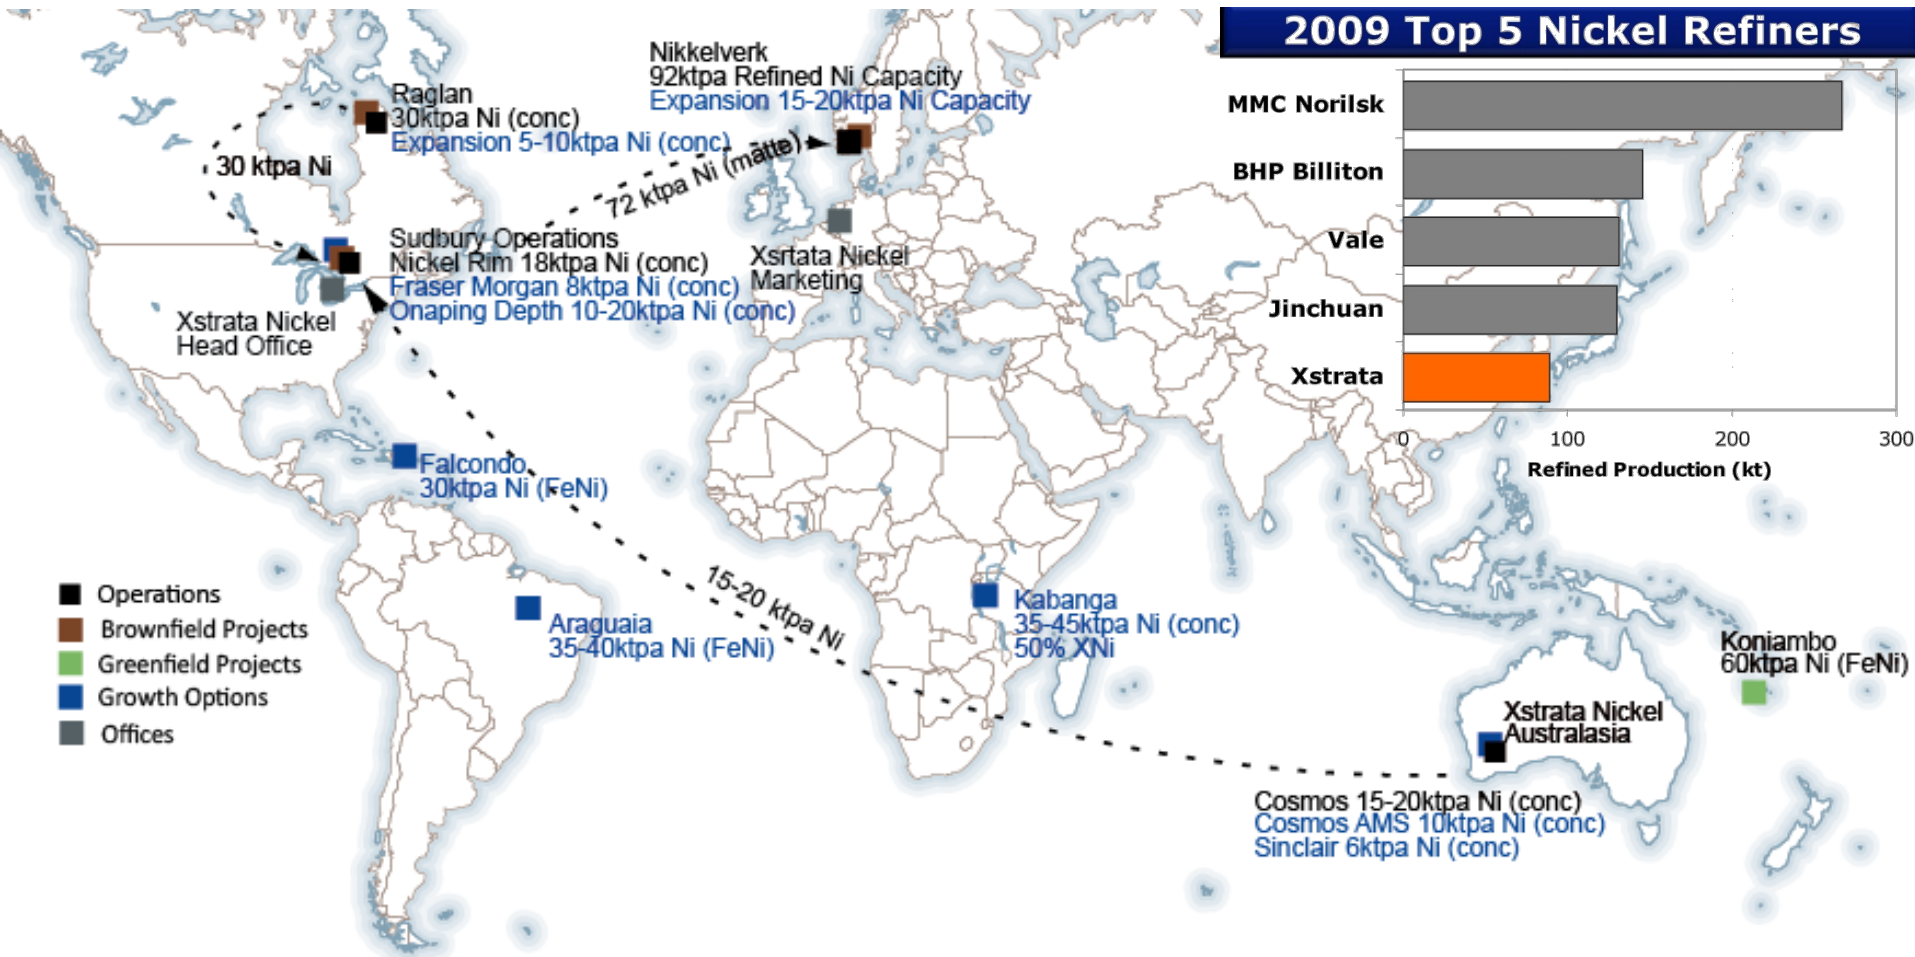 2009 Top 5 Nickel Refiners
MMC Norilsk
BHP Billiton
Vale
Jinchuan
Xstrata
0 100 200 300
Refined Production (kt)
Nikkelverk
92ktpa Refined Ni Capacity
Expansion 15-20ktpa Ni Capacity
Raglan
30ktpa Ni (conc)
Expansion 5-10ktpa Ni (conc)
30 ktpa Ni
72 ktpa Ni (matte)
Sudbury Operations
Nickel Rim 18ktpa Ni (conc)
Fraser Morgan 8ktpa Ni (conc)
Onaping Depth 10-20ktpa Ni (conc)
Xsrtata Nickel
Marketing
Xstrata Nickel
Head Office
Falcondo
30ktpa Ni (FeNi)
15-20 ktpa Ni
Araguaia
35-40ktpa Ni (FeNi)
Kabanga
35-45ktpa Ni (conc)
50% XNi
Koniambo
60ktpa Ni (FeNi)
Xstrata Nickel
Australasia
Cosmos 15-20ktpa Ni (conc)
Cosmos AMS 10ktpa Ni (conc)
Sinclair 6ktpa Ni (conc)
Operations
Brownfield Projects
Greenfield Projects
Growth Options
Offices